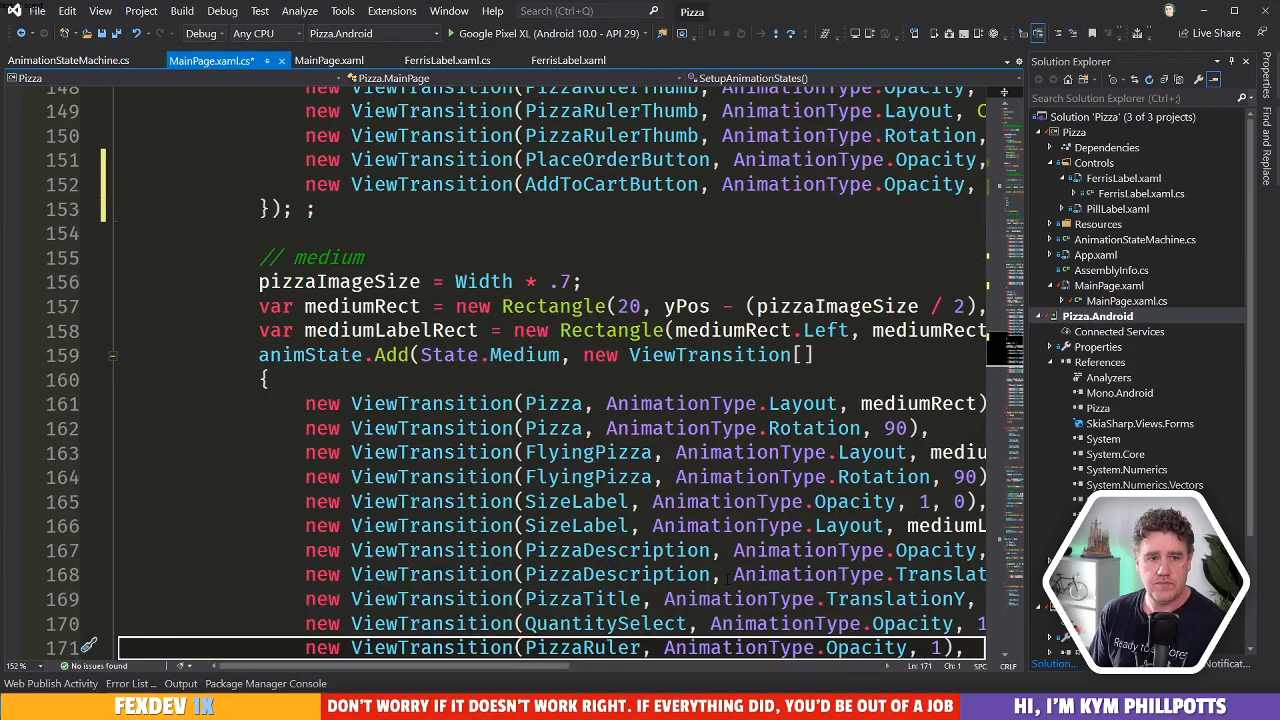 File Edit View Git Project Build Debug Test Analyze Tools Extensions Window Help Search (Ctrl+Q) Pizza
Debug Any CPU Pizza.Android Google Pixel XL (Android 10.0 - API 29) Live Share
AnimationStateMachine.cs MainPage.xaml.cs* MainPage.xaml FerrisLabel.xaml.cs FerrisLabel.xaml
Pizza Pizza.MainPage SetupAnimationStates()
148 new ViewTransition(PizzaRulerThumb, AnimationType.Opacity,
149 new ViewTransition(PizzaRulerThumb, AnimationType.Layout, C
150 new ViewTransition(PizzaRulerThumb, AnimationType.Rotation,
151 new ViewTransition(PlaceOrderButton, AnimationType.Opacity,
152 new ViewTransition(AddToCartButton, AnimationType.Opacity,
153 }); ;
154
155 // medium
156 pizzaImageSize = Width * .7;
157 var mediumRect = new Rectangle(20, yPos - (pizzaImageSize / 2),
158 var mediumLabelRect = new Rectangle(mediumRect.Left, mediumRect
159 animState.Add(State.Medium, new ViewTransition[]
160 {
161 new ViewTransition(Pizza, AnimationType.Layout, mediumRect)
162 new ViewTransition(Pizza, AnimationType.Rotation, 90),
163 new ViewTransition(FlyingPizza, AnimationType.Layout, mediu
164 new ViewTransition(FlyingPizza, AnimationType.Rotation, 90)
165 new ViewTransition(SizeLabel, AnimationType.Opacity, 1, 0),
166 new ViewTransition(SizeLabel, AnimationType.Layout, mediumL
167 new ViewTransition(PizzaDescription, AnimationType.Opacity,
168 new ViewTransition(PizzaDescription, AnimationType.Translat
169 new ViewTransition(PizzaTitle, AnimationType.TranslationY,
170 new ViewTransition(QuantitySelect, AnimationType.Opacity, 1
171 new ViewTransition(PizzaRuler, AnimationType.Opacity, 1),
152 % No issues found Ln: 171 Ch: 1 SPC CRLF
Web Publish Activity Error List ... Output Package Manager Console
Solution Explorer
Search Solution Explorer (Ctrl+;)
Solution 'Pizza' (3 of 3 projects)
Pizza
Dependencies
Controls
FerrisLabel.xaml
FerrisLabel.xaml.cs
PillLabel.xaml
Resources
AnimationStateMachine.cs
App.xaml
AssemblyInfo.cs
MainPage.xaml
MainPage.xaml.cs
Pizza.Android
Connected Services
Properties
References
Analyzers
Mono.Android
Pizza
SkiaSharp.Views.Forms
System
System.Core
System.Numerics
System.Numerics.Vectors
Solution... Notificat...
Properties
Find and Replace
Ready to
FEXDEV 1X
DON'T WORRY IF IT DOESN'T WORK RIGHT. IF EVERYTHING DID, YOU'D BE OUT OF A JOB
HI, I'M KYM PHILLPOTTS